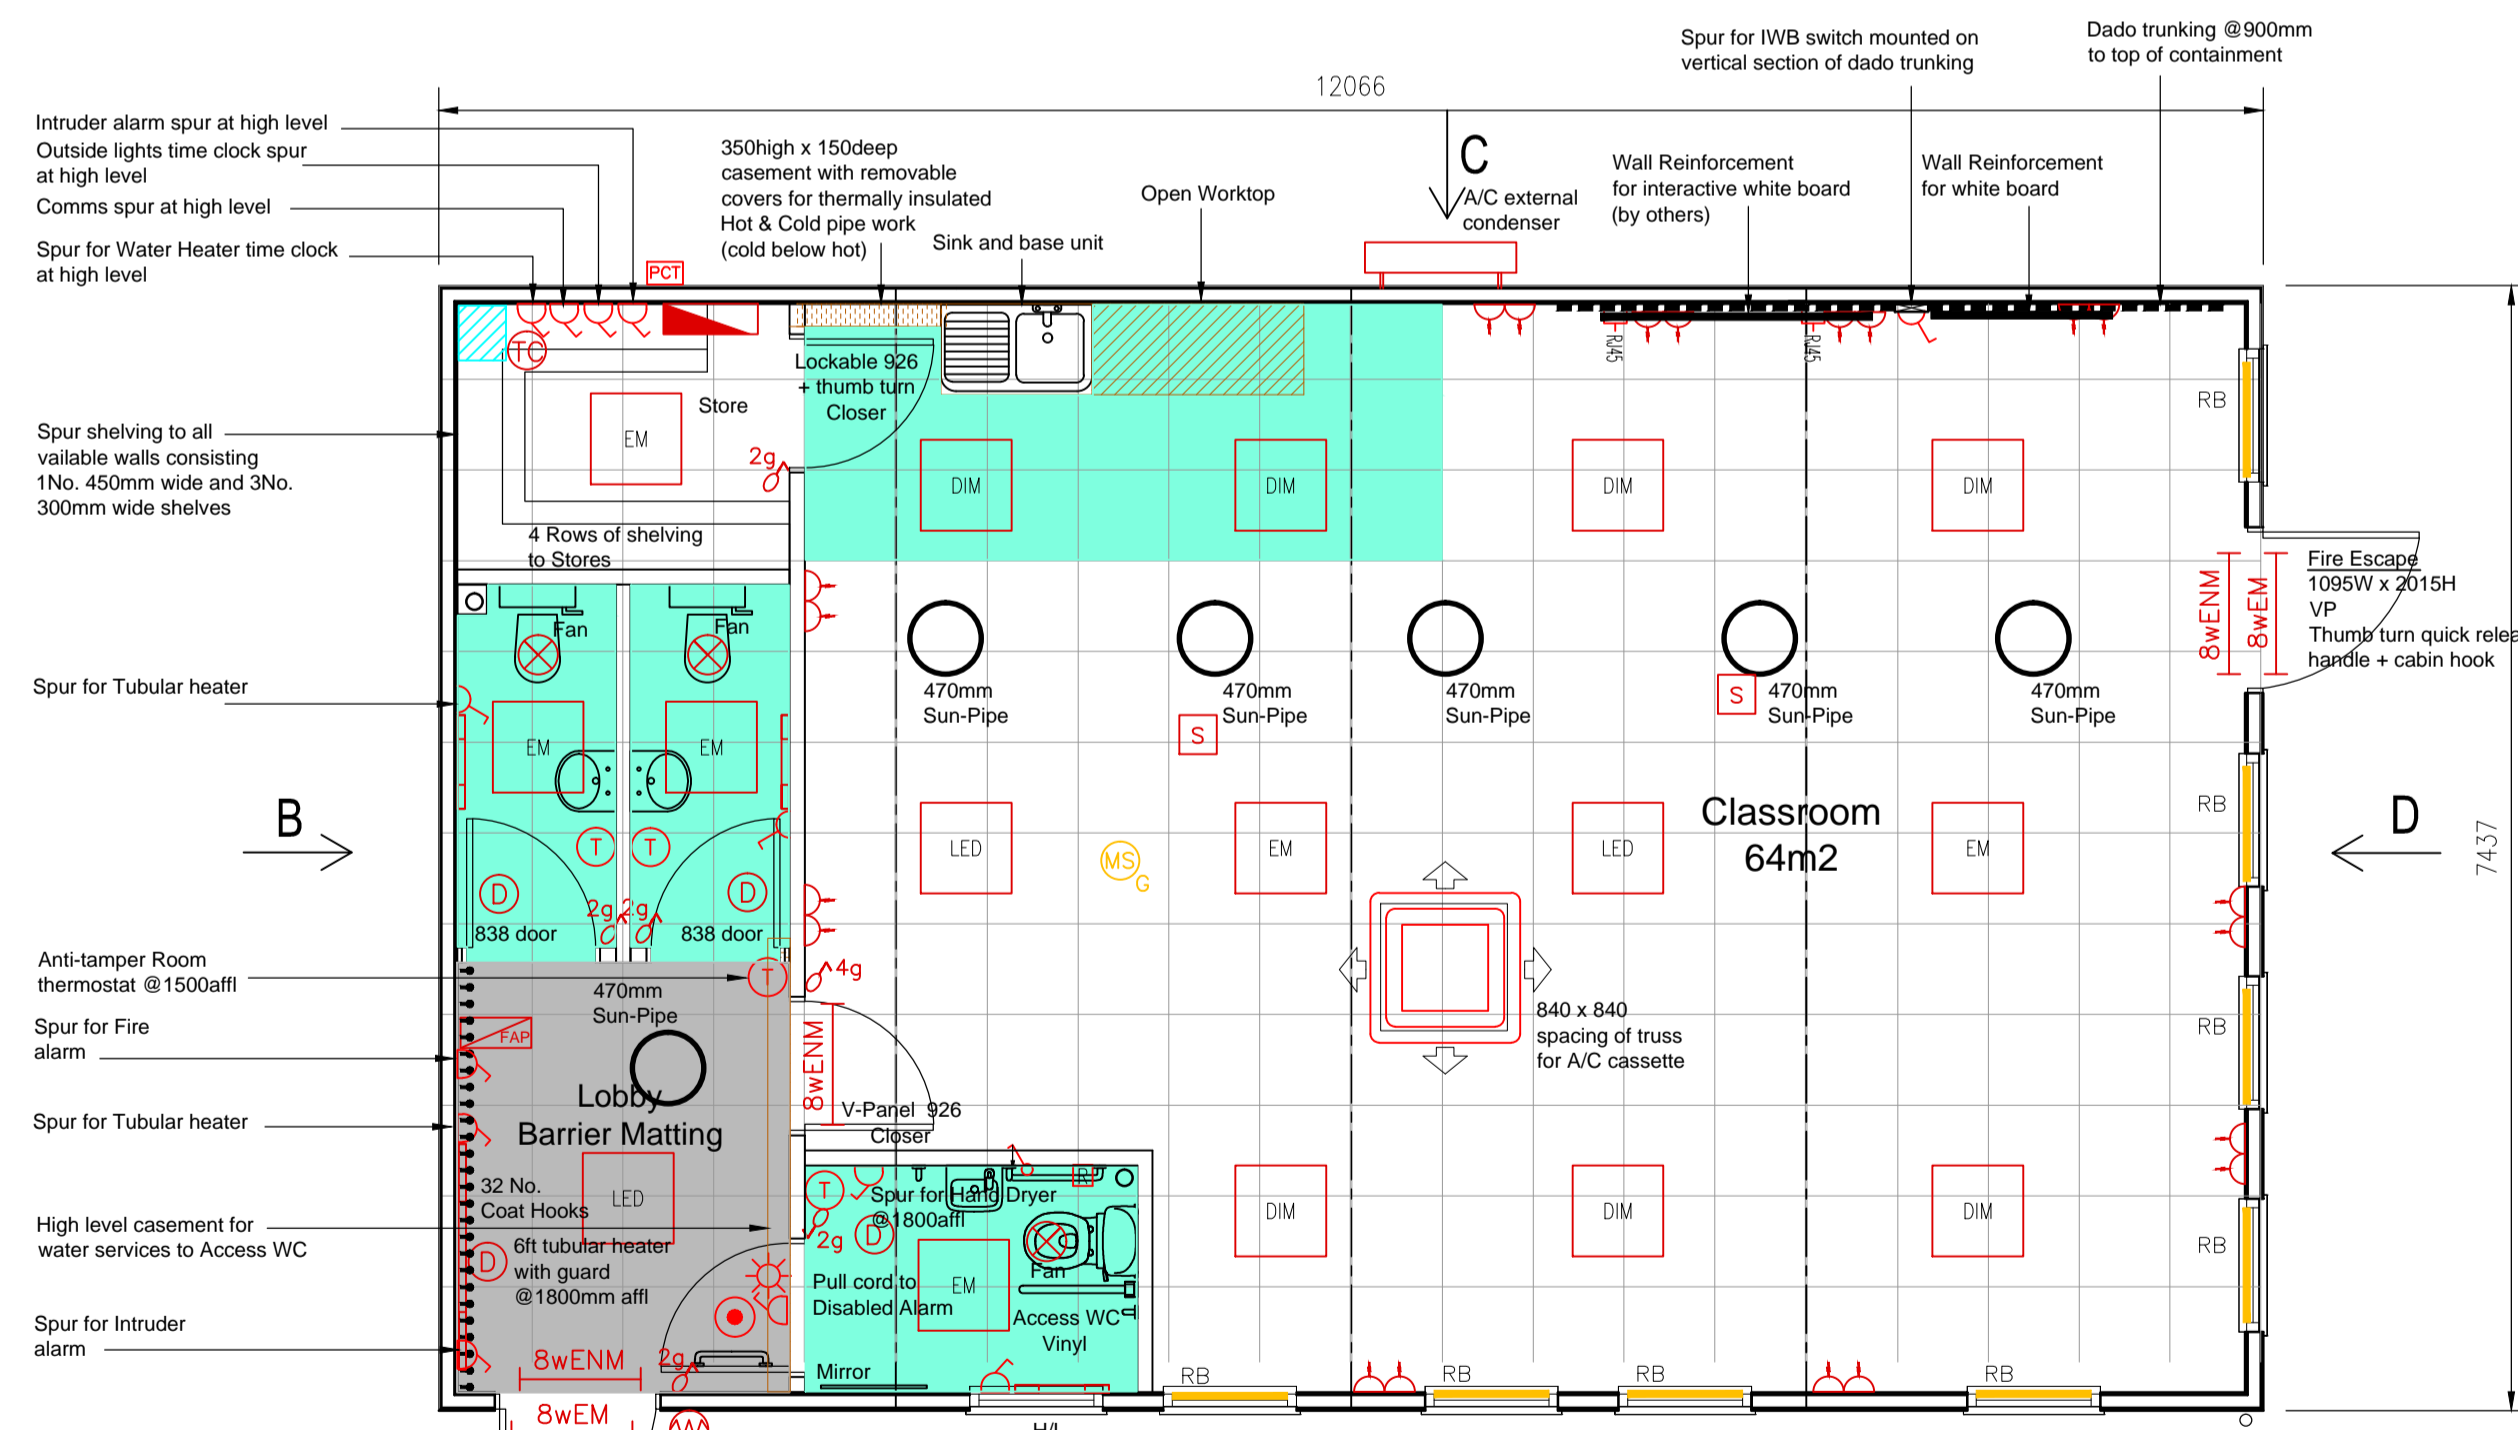 Dado trunking @900mm
to top of containment
Spur for IWB switch mounted on
vertical section of dado trunking
12066
Intruder alarm spur at high level
Outside lights time clock spur
at high level
Comms spur at high level
Spur for Water Heater time clock
at high level
350high x 150deep
casement with removable
covers for thermally insulated
Hot & Cold pipe work
(cold below hot)
Sink and base unit
Open Worktop
C
A/C external
condenser
Wall Reinforcement
for interactive white board
(by others)
Wall Reinforcement
for white board
PCT
TC
Lockable 926
+ thumb turn
Closer
RJ45
RJ45
RB
Store
EM
2g
Spur shelving to all
vailable walls consisting
1No. 450mm wide and 3No.
300mm wide shelves
4 Rows of shelving
to Stores
DIM
DIM
DIM
DIM
8wENM
8wEM
Fire Escape
1095W x 2015H
VP
Thumb turn quick relea
handle + cabin hook
Fan
Fan
Spur for Tubular heater
470mm
Sun-Pipe
470mm
Sun-Pipe
470mm
Sun-Pipe
470mm
Sun-Pipe
470mm
Sun-Pipe
S
S
EM
EM
B
T
T
D
D
2g
2g
838 door
838 door
LED
MS
G
EM
LED
Classroom
64m2
EM
RB
D
7437
Anti-tamper Room
thermostat @1500affl
T
4g
470mm
Sun-Pipe
Spur for Fire
alarm
FAP
8wENM
840 x 840
spacing of truss
for A/C cassette
RB
Lobby
Barrier Matting
Spur for Tubular heater
V-Panel 926
Closer
32 No.
Coat Hooks
LED
T
R
Spur for Hand Dryer
@1800affl
D
2g
DIM
DIM
DIM
RB
High level casement for
water services to Access WC
D
6ft tubular heater
with guard
@1800mm affl
Pull cord to
Disabled Alarm
EM
Fan
Access WC
Vinyl
Spur for Intruder
alarm
8wENM
2g
Mirror
RB
RB
RB
RB
8wEM